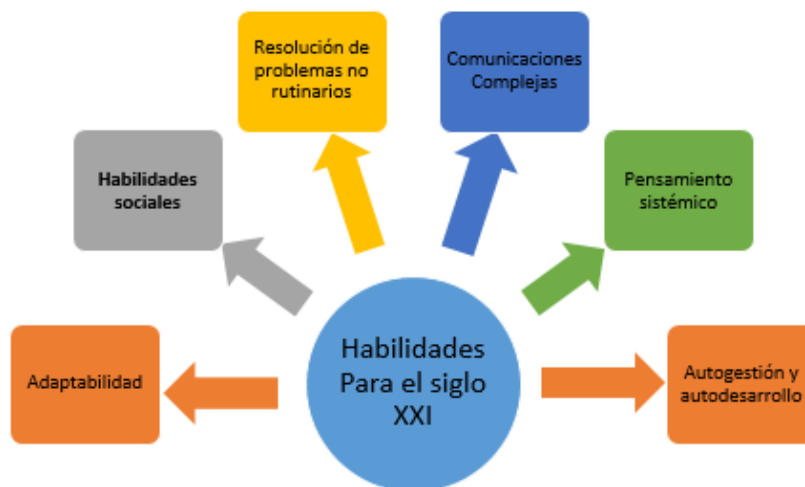 Resolución de
problemas no
rutinarios
Comunicaciones
Complejas
Habilidades
sociales
Pensamiento
sistémico
Adaptabilidad
Habilidades
Para el siglo
XXI
Autogestión y
autodesarrollo